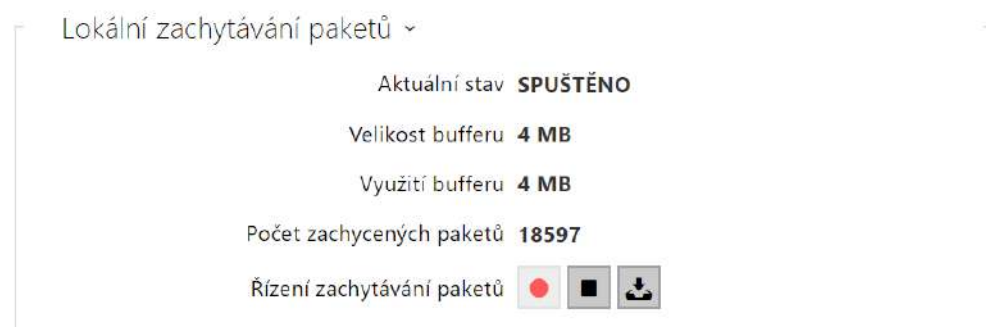 Lokální zachytávání paketů
Aktuální stav SPUŠTĚNO
Velikost bufferu 4 MB
Využití bufferu 4 MB
Počet zachycených paketů 18597
Řízení zachytávání paketů